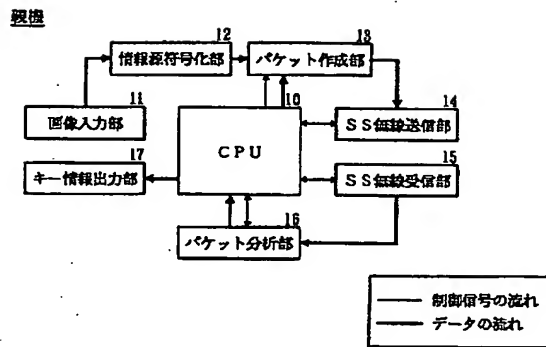 親機
12
13
情報源符号化部
パケット作成部
11
10
14
画像入力部
CPU
SS無線送信部
17
15
キー情報出力部
SS無線受信部
16
パケット分析部
制御信号の流れ
データの流れ